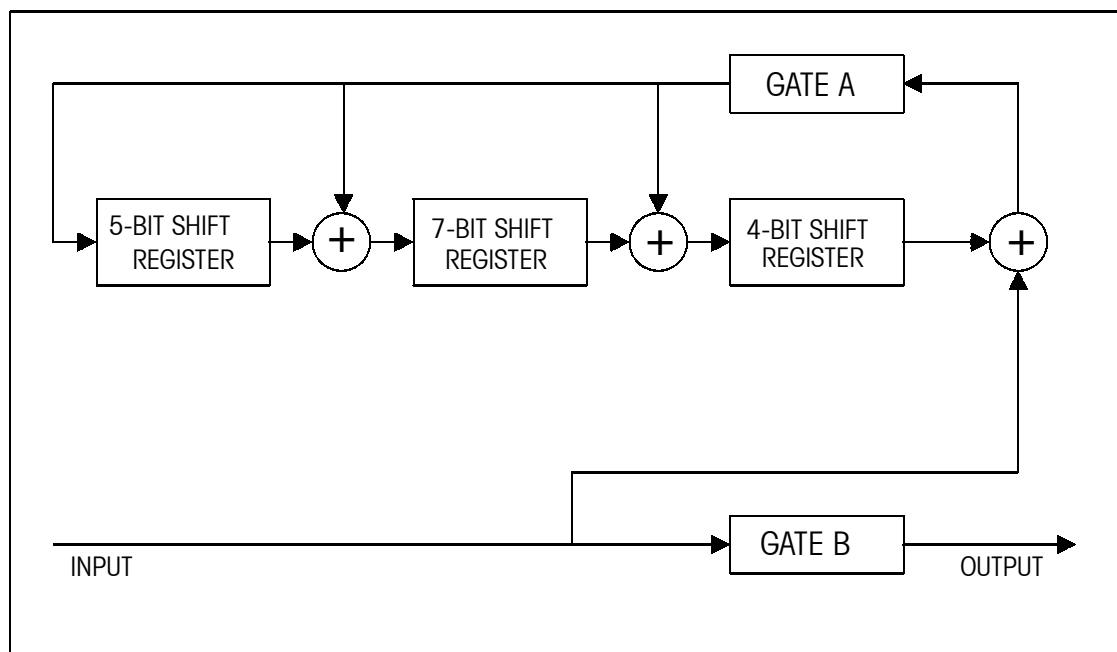 GATE A
5-BIT SHIFT
REGISTER
+
7-BIT SHIFT
REGISTER
+
4-BIT SHIFT
REGISTER
+
INPUT
GATE B
OUTPUT